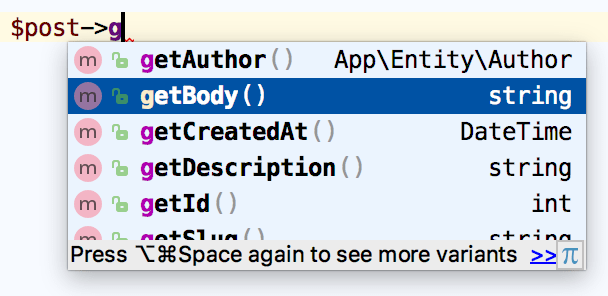 $post->g
m getAuthor() App\Entity\Author
m getBody() string
m getCreatedAt() DateTime
m getDescription() string
m getId() int
m getSlug() string
Press ⌥⌘Space again to see more variants >> π